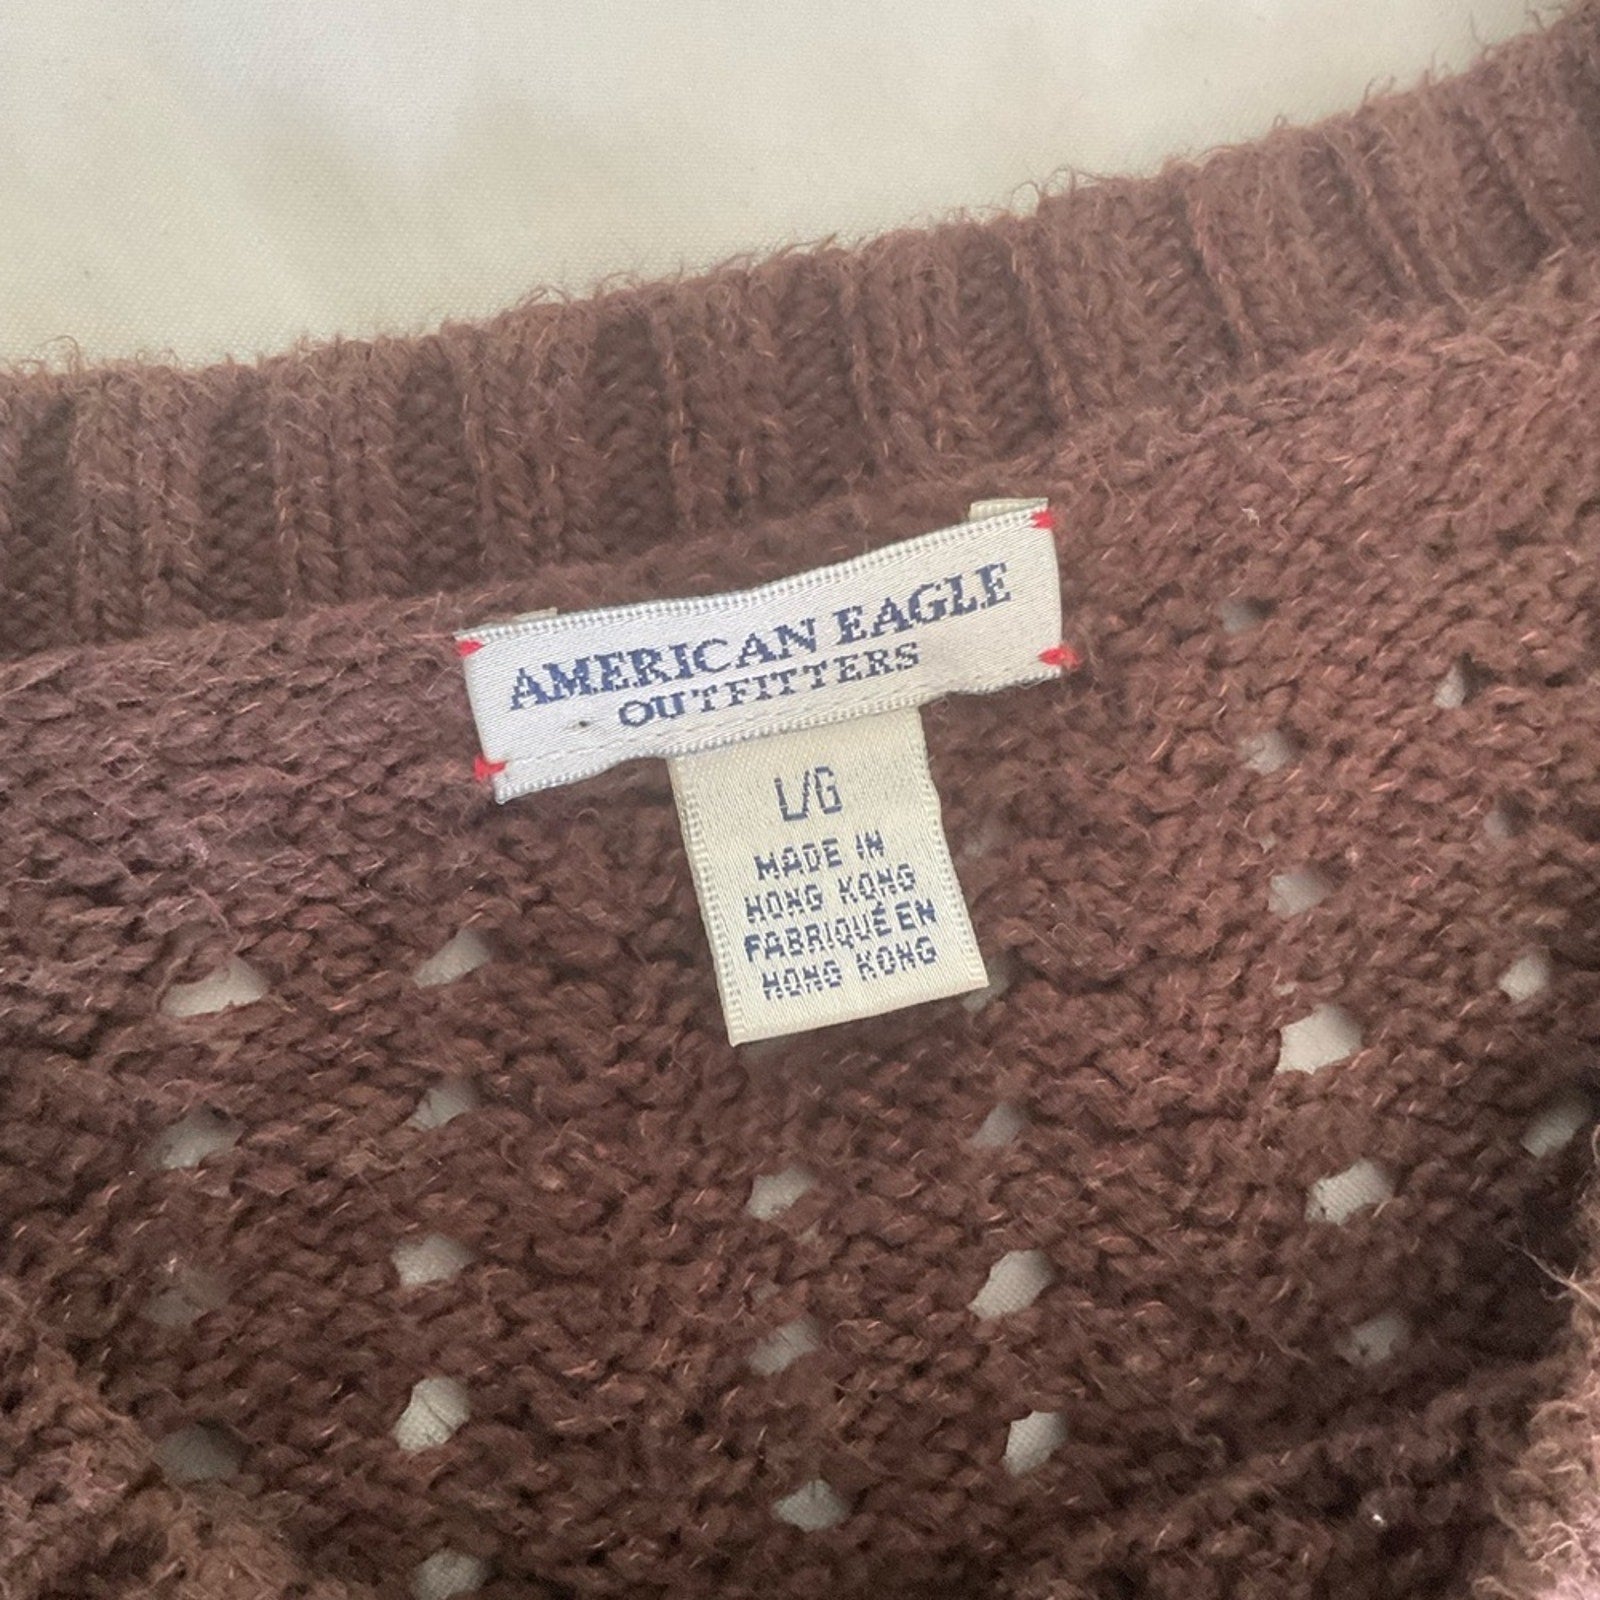 AMERICAN EAGLE
OUTFITTERS
L/G
MADE IN
HONG KONG
FABRIQUÉ EN
HONG KONG